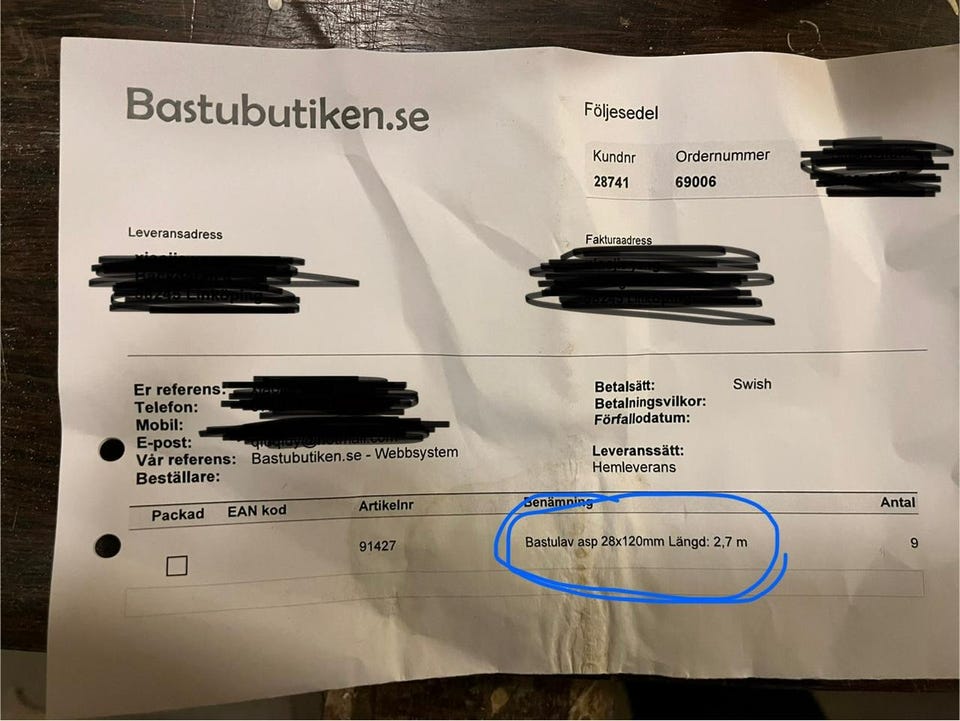 Bastubutiken.se
Följesedel
Kundnr Ordernummer
28741 69006
Leveransadress
Fakturaadress
Er referens:
Telefon:
Mobil:
E-post:
Vår referens: Bastubutiken.se - Webbsystem
Beställare:
Betalsätt: Swish
Betalningsvilkor:
Förfallodatum:
Leveranssätt:
Hemleverans
Packad EAN kod Artikelnr Benämning Antal
91427 Bastulav asp 28x120mm Längd: 2,7 m 9